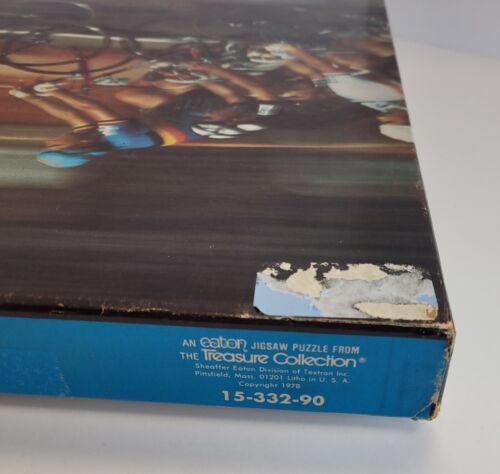 AN eaton JIGSAW PUZZLE FROM
THE Treasure Collection®
Sheaffer Eaton Division of Textron Inc.
Pittsfield, Mass. 01201 Litho in U. S. A.
Copyright 1978
15-332-90